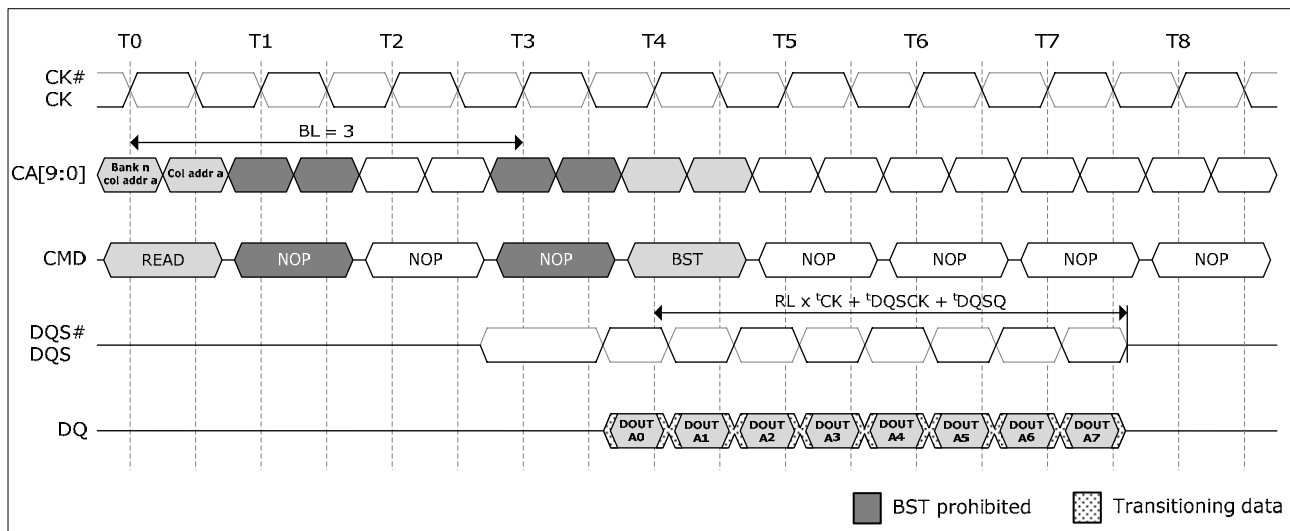 T0 T1 T2 T3 T4 T5 T6 T7 T8
CK#
CK
BL = 3
CA[9:0]
Bank n
col addr a
Col addr a
CMD
READ NOP NOP NOP BST NOP NOP NOP NOP
RL x tCK + tDQSCK + tDQSQ
DQS#
DQS
DQ
DOUT A0 DOUT A1 DOUT A2 DOUT A3 DOUT A4 DOUT A5 DOUT A6 DOUT A7
BST prohibited
Transitioning data